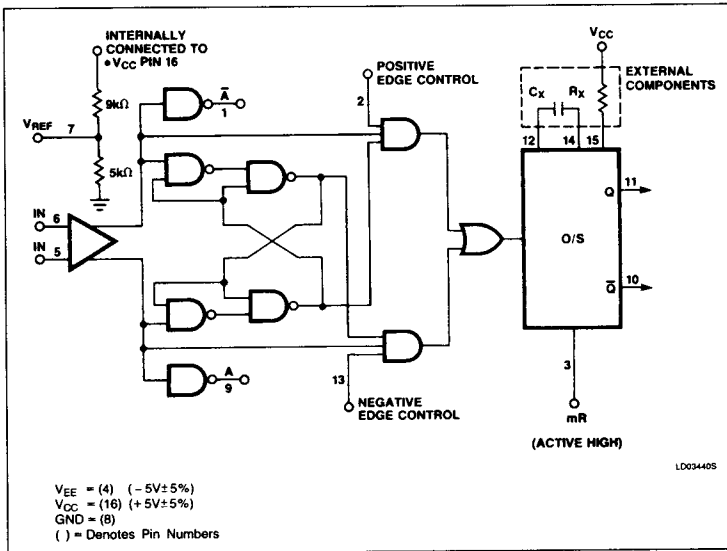 INTERNALLY
CONNECTED TO
• VCC PIN 16
9kΩ
VREF 7
5kΩ
IN 6
IN 5
Ā
1
A
9
POSITIVE
EDGE CONTROL
2
13
NEGATIVE
EDGE CONTROL
VCC
EXTERNAL
COMPONENTS
CX RX
12 14 15
Q 11
O/S
Q̄ 10
3
mR
(ACTIVE HIGH)
LD03440S
VEE = (4) (−5V±5%)
VCC = (16) (+5V±5%)
GND = (8)
( ) = Denotes Pin Numbers